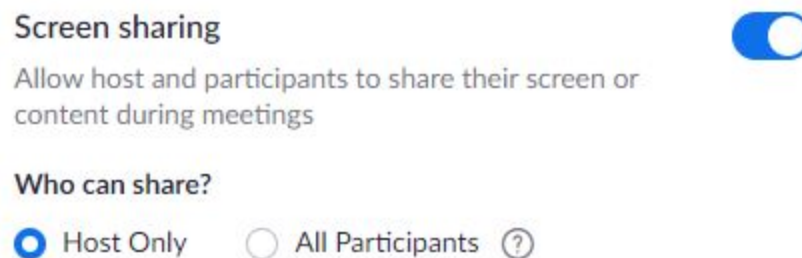 Screen sharing
Allow host and participants to share their screen or
content during meetings
Who can share?
Host Only All Participants ?